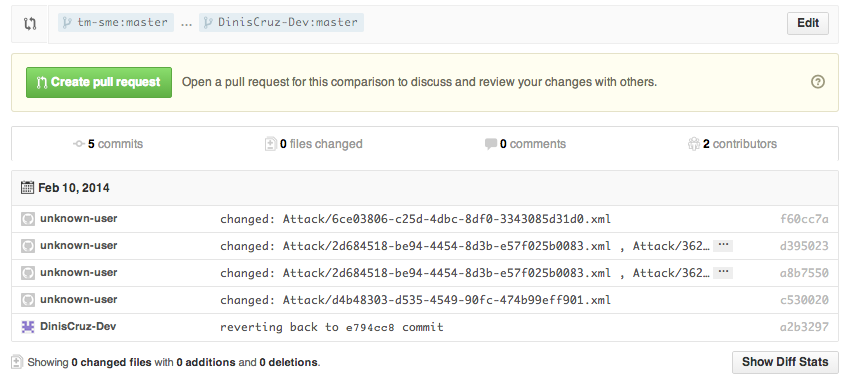 tm-sme:master ... DinisCruz-Dev:master Edit
Create pull request Open a pull request for this comparison to discuss and review your changes with others. ?
5 commits 0 files changed 0 comments 2 contributors
Feb 10, 2014
unknown-user changed: Attack/6ce03806-c25d-4dbc-8df0-3343085d31d0.xml f60cc7a
unknown-user changed: Attack/2d684518-be94-4454-8d3b-e57f025b0083.xml , Attack/362… ... d395023
unknown-user changed: Attack/2d684518-be94-4454-8d3b-e57f025b0083.xml , Attack/362… ... a8b7550
unknown-user changed: Attack/d4b48303-d535-4549-90fc-474b99eff901.xml c530020
DinisCruz-Dev reverting back to e794cc8 commit a2b3297
Showing 0 changed files with 0 additions and 0 deletions. Show Diff Stats